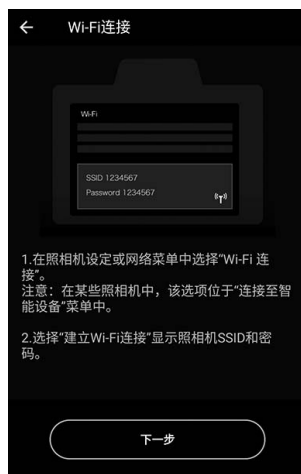 Wi-Fi连接
Wi-Fi
SSID 1234567
Password 1234567
1.在照相机设定或网络菜单中选择“Wi-Fi 连
接”。
注意：在某些照相机中，该选项位于“连接至智
能设备”菜单中。
2.选择“建立Wi-Fi连接”显示照相机SSID和密
码。
下一步